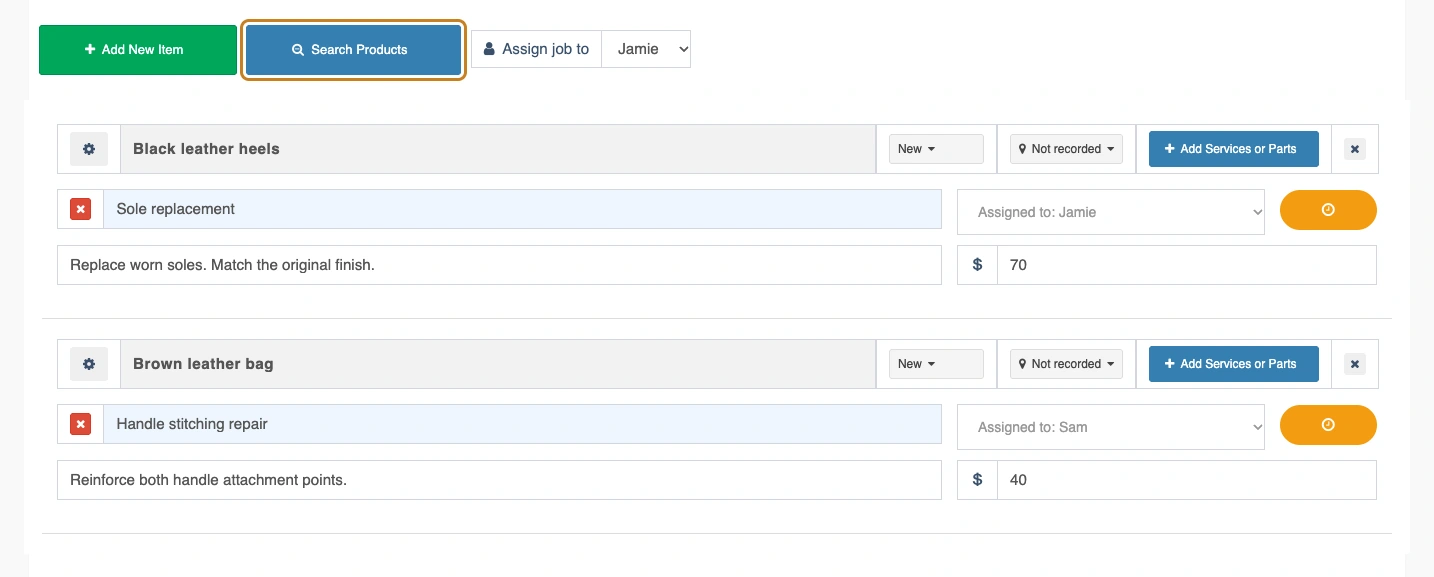 Add New Item Search Products Assign job to Jamie
Black leather heels New Not recorded Add Services or Parts
Sole replacement Assigned to: Jamie
Replace worn soles. Match the original finish. $ 70
Brown leather bag New Not recorded Add Services or Parts
Handle stitching repair Assigned to: Sam
Reinforce both handle attachment points. $ 40